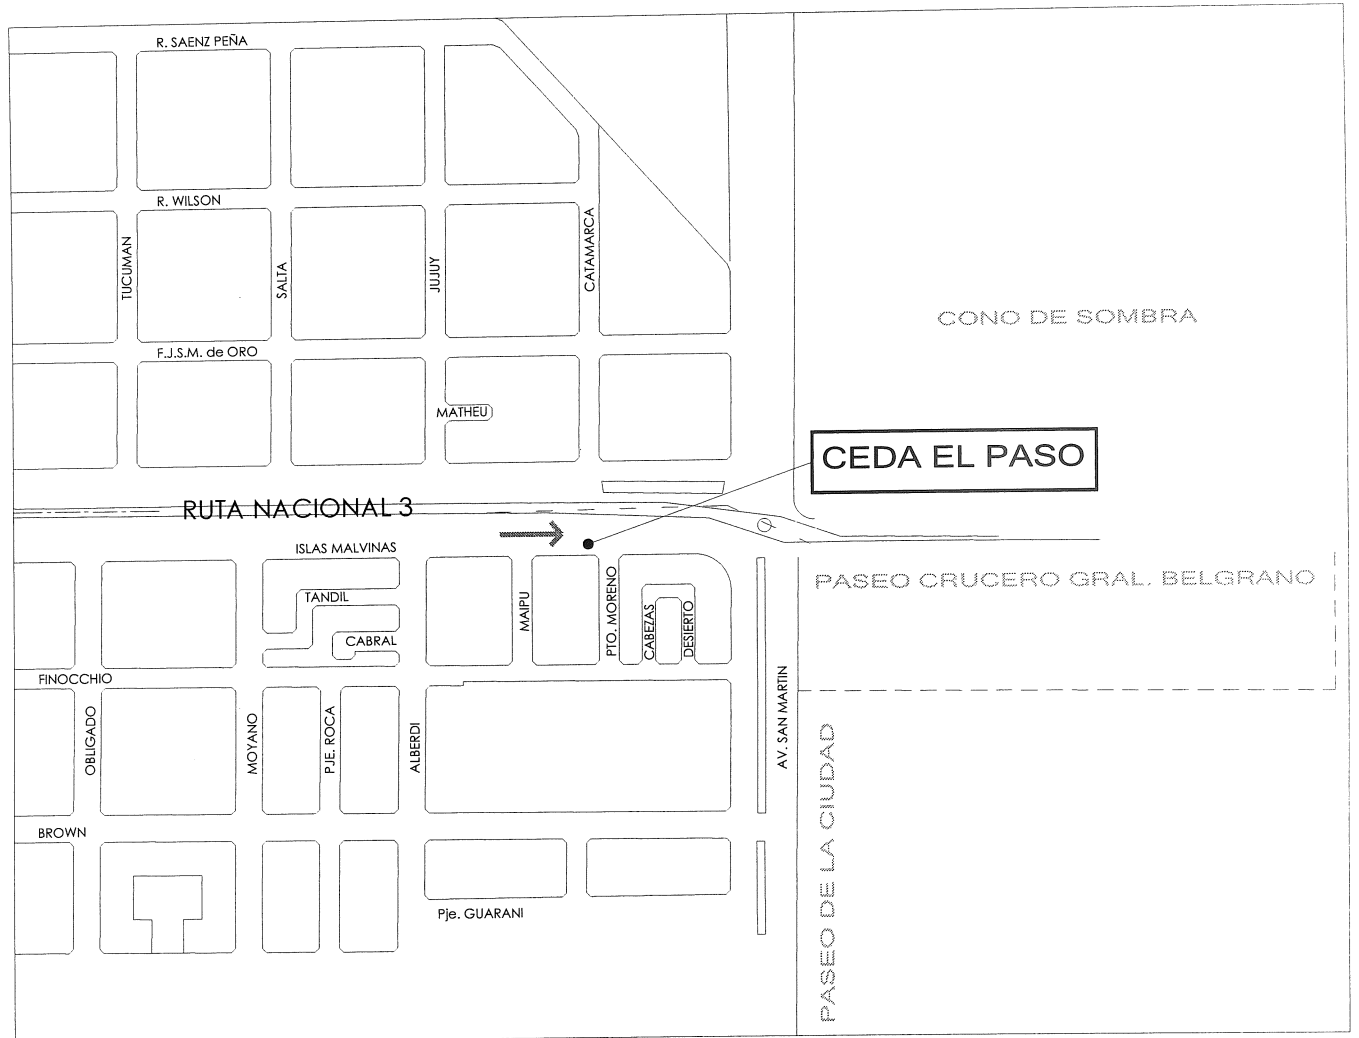 R. SAENZ PEÑA
R. WILSON
TUCUMAN
SALTA
JUJUY
CATAMARCA
CONO DE SOMBRA
F.J.S.M. de ORO
MATHEU
CEDA EL PASO
RUTA NACIONAL 3
ISLAS MALVINAS
TANDIL
CABRAL
MAIPU
PTO. MORENO
CABEZAS
DESIERTO
PASEO CRUCERO GRAL. BELGRANO
FINOCCHIO
OBLIGADO
MOYANO
PJE. ROCA
ALBERDI
AV. SAN MARTIN
PASEO DE LA CIUDAD
BROWN
Pje. GUARANI